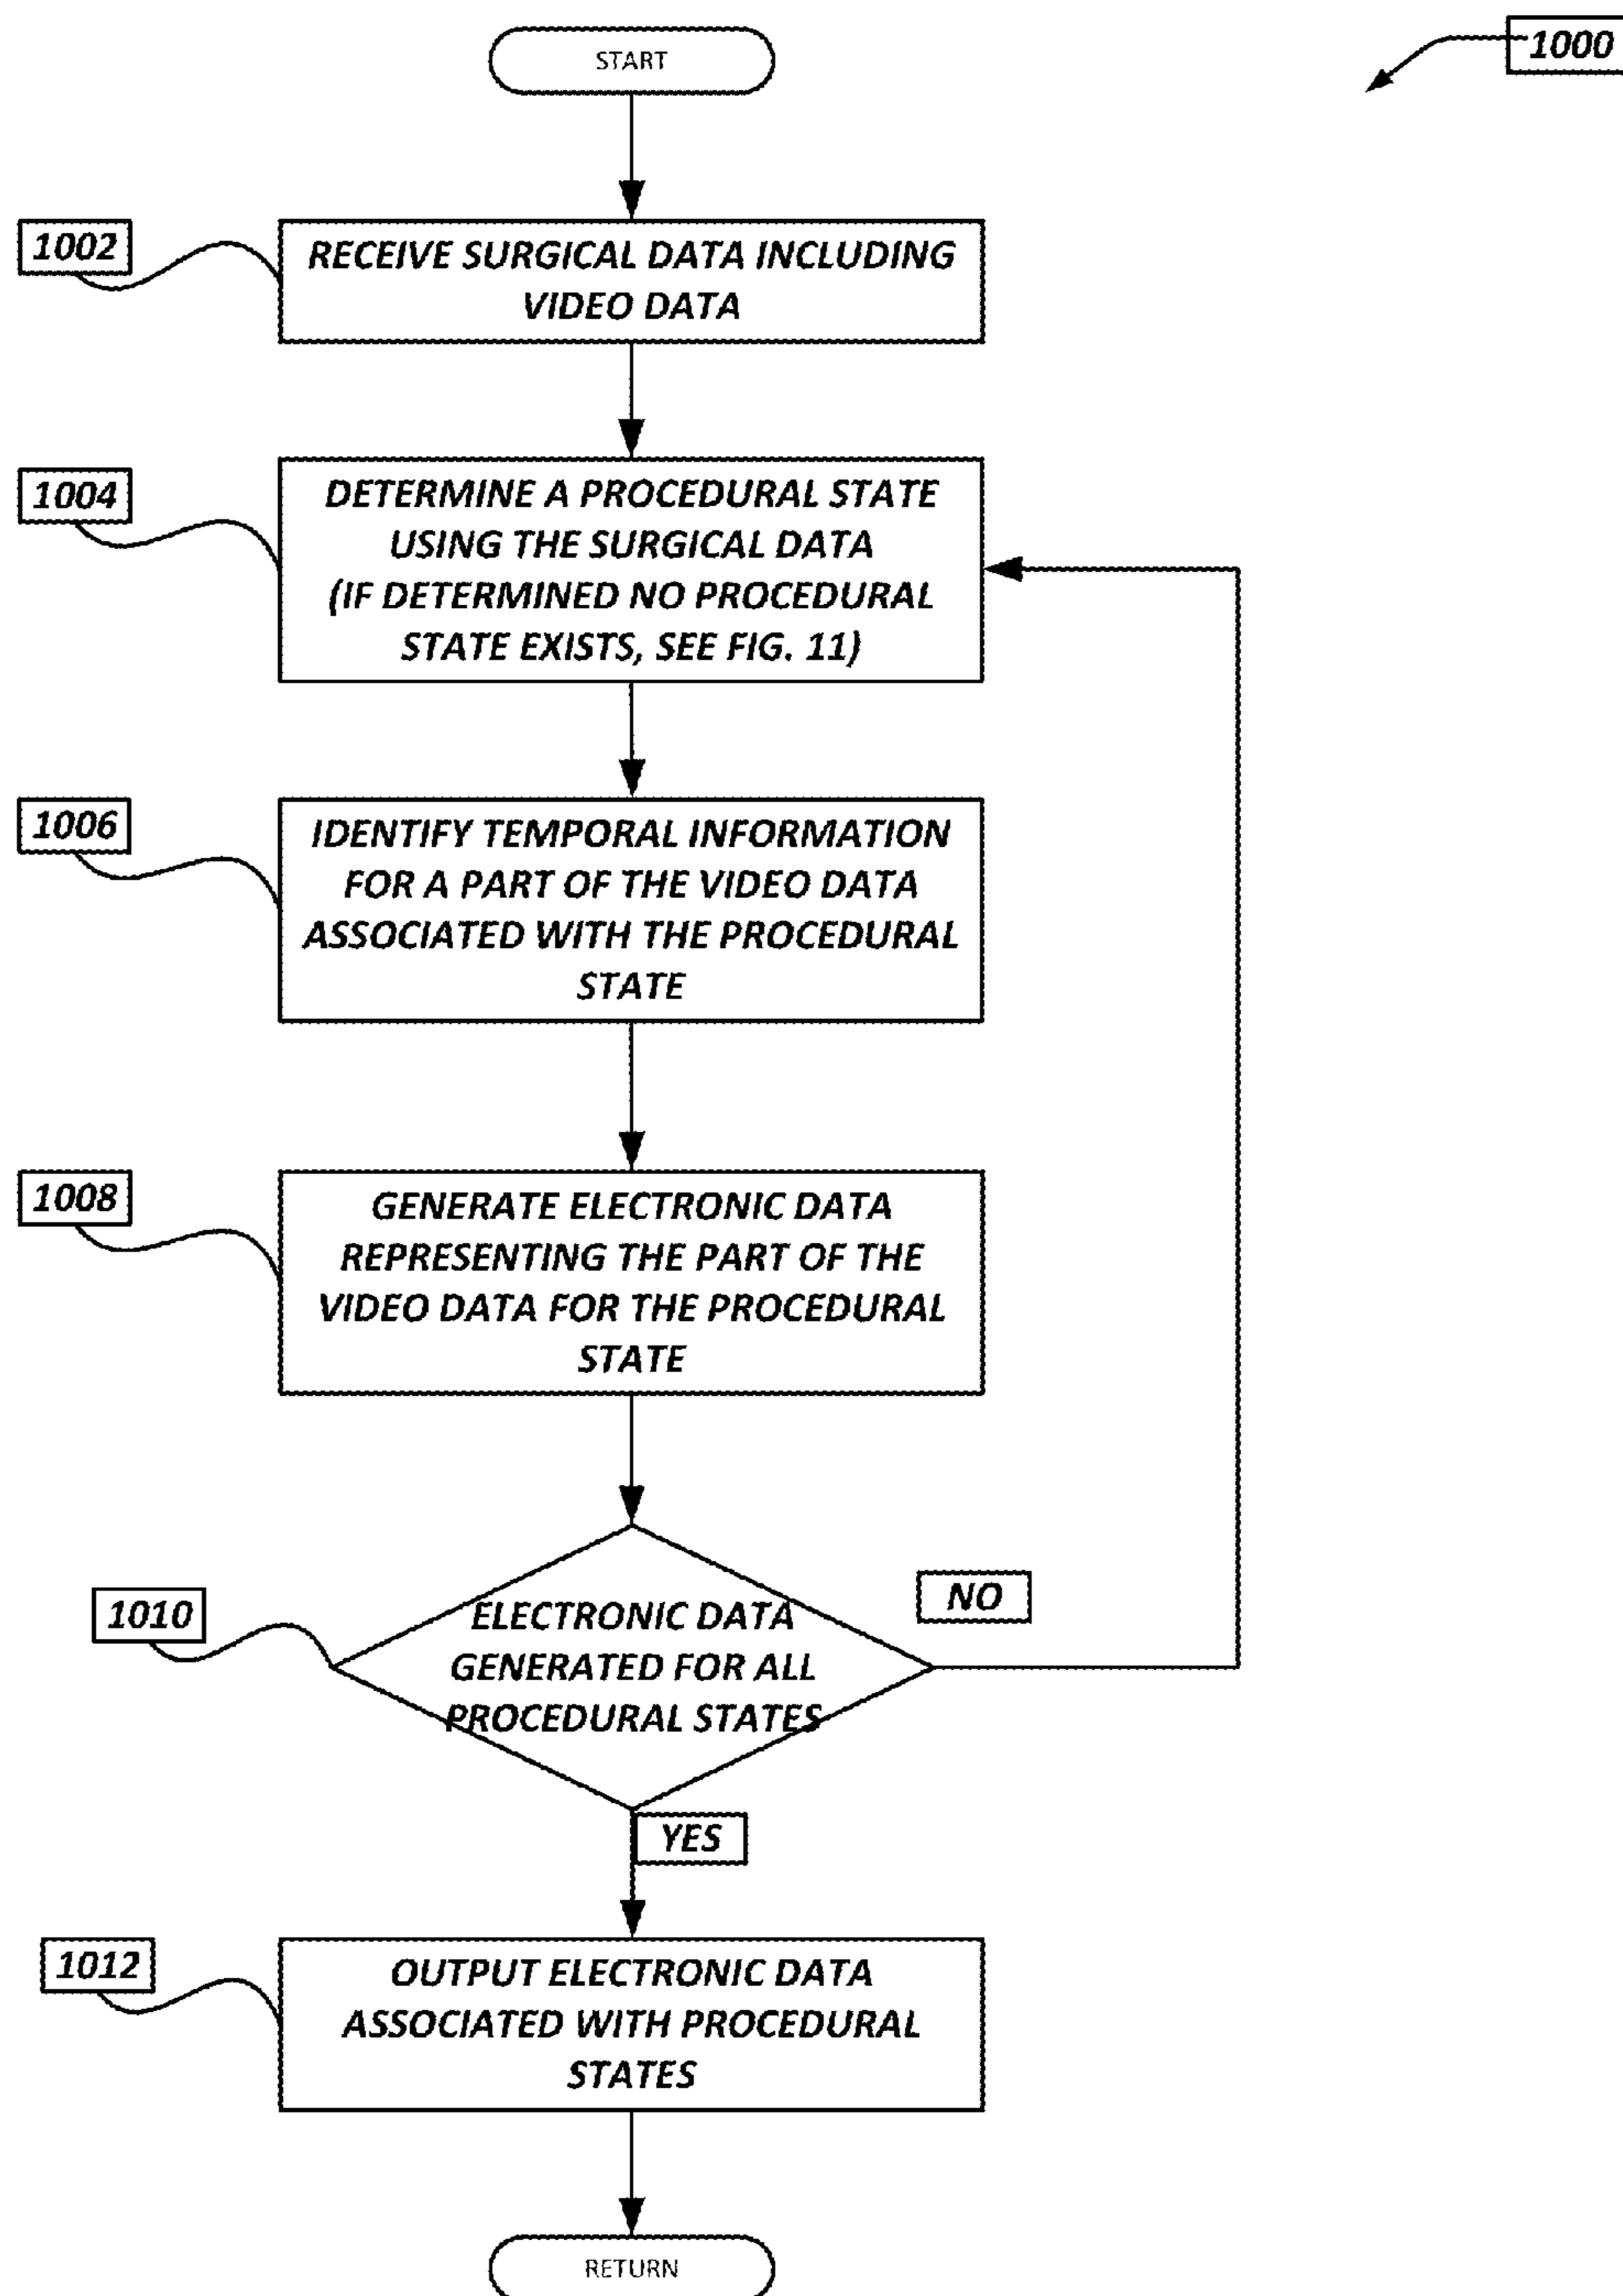 START
1000
1002
RECEIVE SURGICAL DATA INCLUDING
VIDEO DATA
1004
DETERMINE A PROCEDURAL STATE
USING THE SURGICAL DATA
(IF DETERMINED NO PROCEDURAL
STATE EXISTS, SEE FIG. 11)
1006
IDENTIFY TEMPORAL INFORMATION
FOR A PART OF THE VIDEO DATA
ASSOCIATED WITH THE PROCEDURAL
STATE
1008
GENERATE ELECTRONIC DATA
REPRESENTING THE PART OF THE
VIDEO DATA FOR THE PROCEDURAL
STATE
1010
ELECTRONIC DATA
GENERATED FOR ALL
PROCEDURAL STATES
NO
YES
1012
OUTPUT ELECTRONIC DATA
ASSOCIATED WITH PROCEDURAL
STATES
RETURN